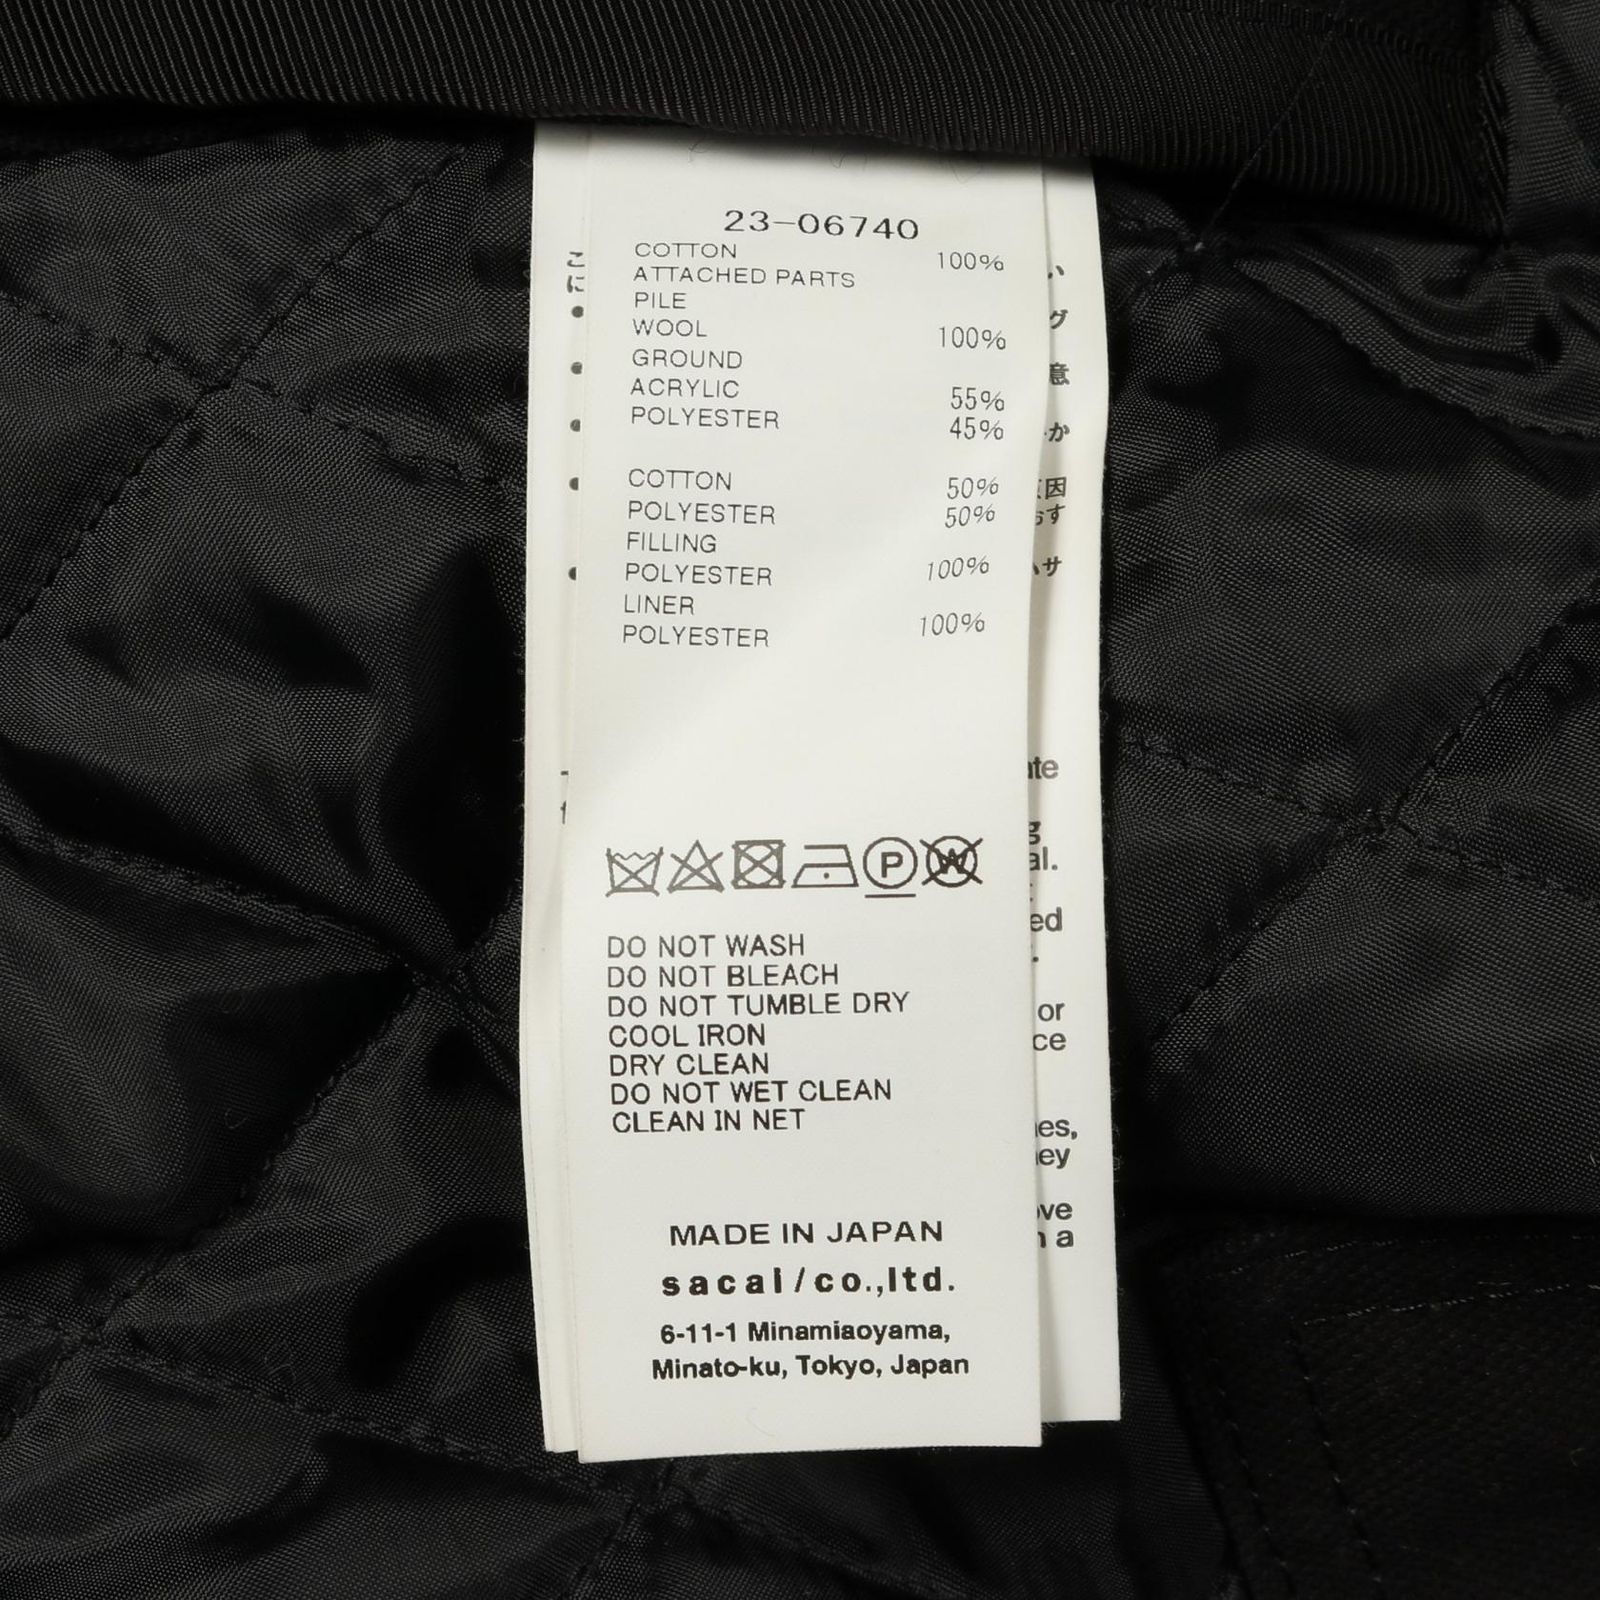 23-06740
COTTON 100%
ATTACHED PARTS
PILE
WOOL 100%
GROUND
ACRYLIC 55%
POLYESTER 45%
COTTON 50%
POLYESTER 50%
FILLING
POLYESTER 100%
LINER
POLYESTER 100%
P W
DO NOT WASH
DO NOT BLEACH
DO NOT TUMBLE DRY
COOL IRON
DRY CLEAN
DO NOT WET CLEAN
CLEAN IN NET
MADE IN JAPAN
sacai/co.,ltd.
6-11-1 Minamiaoyama,
Minato-ku, Tokyo, Japan
or
a